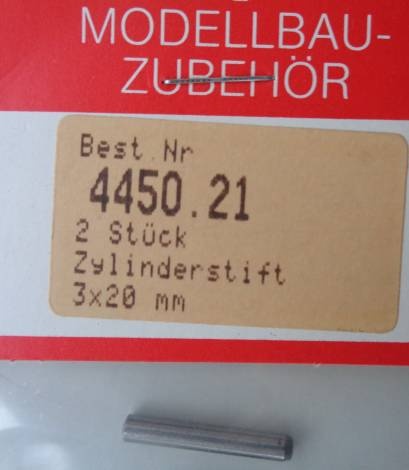 MODELLBAU-
ZUBEHÖR
Best.Nr
4450.21
2 Stück
Zylinderstift
3x20 mm